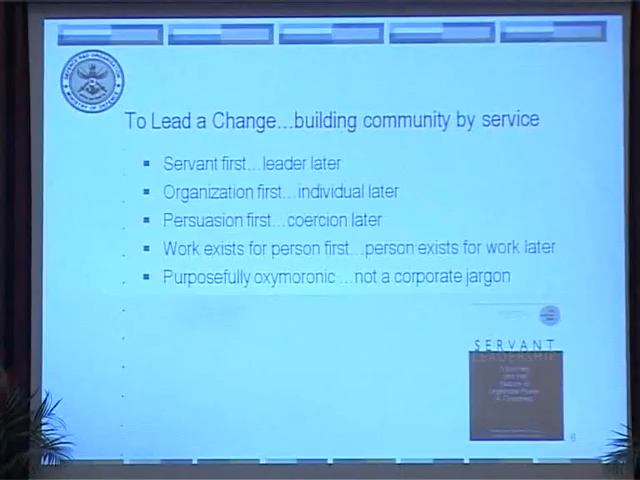 To Lead a Change...building community by service
Servant first...leader later
Organization first...individual later
Persuasion first...coercion later
Work exists for person first...person exists for work later
Purposefully oxymoronic ...not a corporate jargon
SERVANT
LEADERSHIP
6